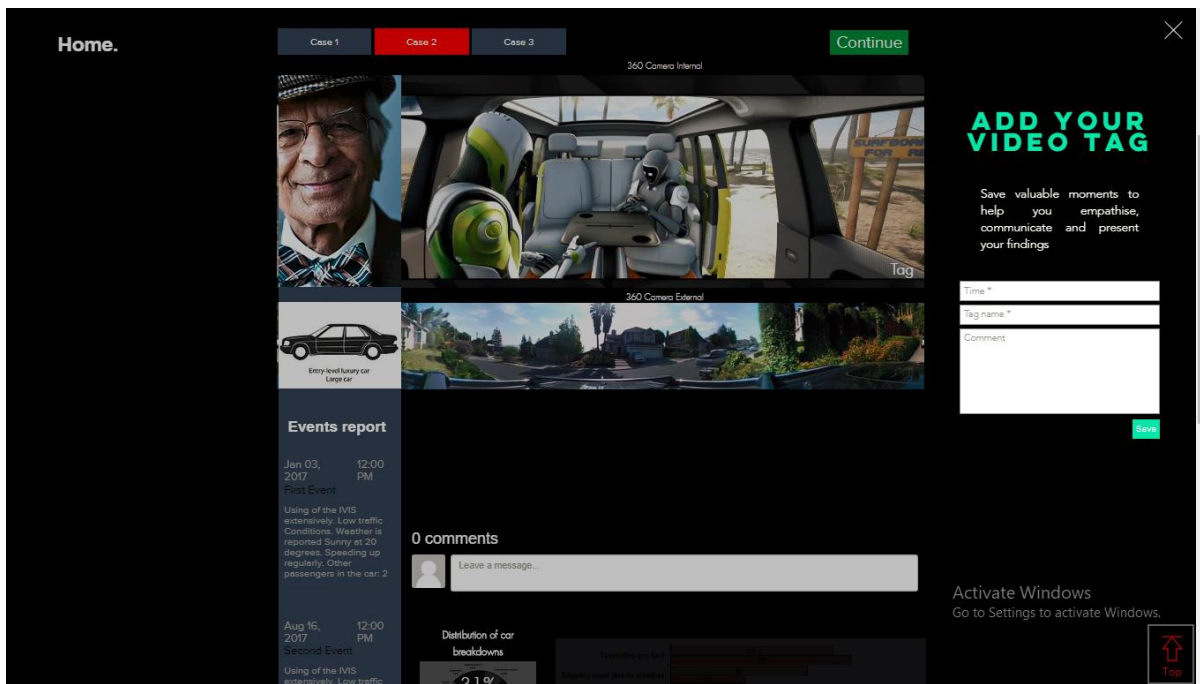 Home.
Case 1
Case 2
Case 3
Continue
360 Camera Internal
SURFBOARD
FOR
Tag
360 Camera External
Entry-level luxury car
Large car
Events report
Jan 03, 2017
12:00 PM
First Event
Using of the IVIS
extensively. Low traffic
Conditions. Weather is
reported Sunny at 20
degrees. Speeding up
regularly. Other
passengers in the car: 2
Aug 16, 2017
12:00 PM
Second Event
Using of the IVIS
extensively. Low traffic
0 comments
Leave a message...
Distribution of car
breakdowns
ADD YOUR
VIDEO TAG
Save valuable moments to
help you empathise,
communicate and present
your findings
Time *
Tag name *
Comment
Save
Activate Windows
Go to Settings to activate Windows.
Top